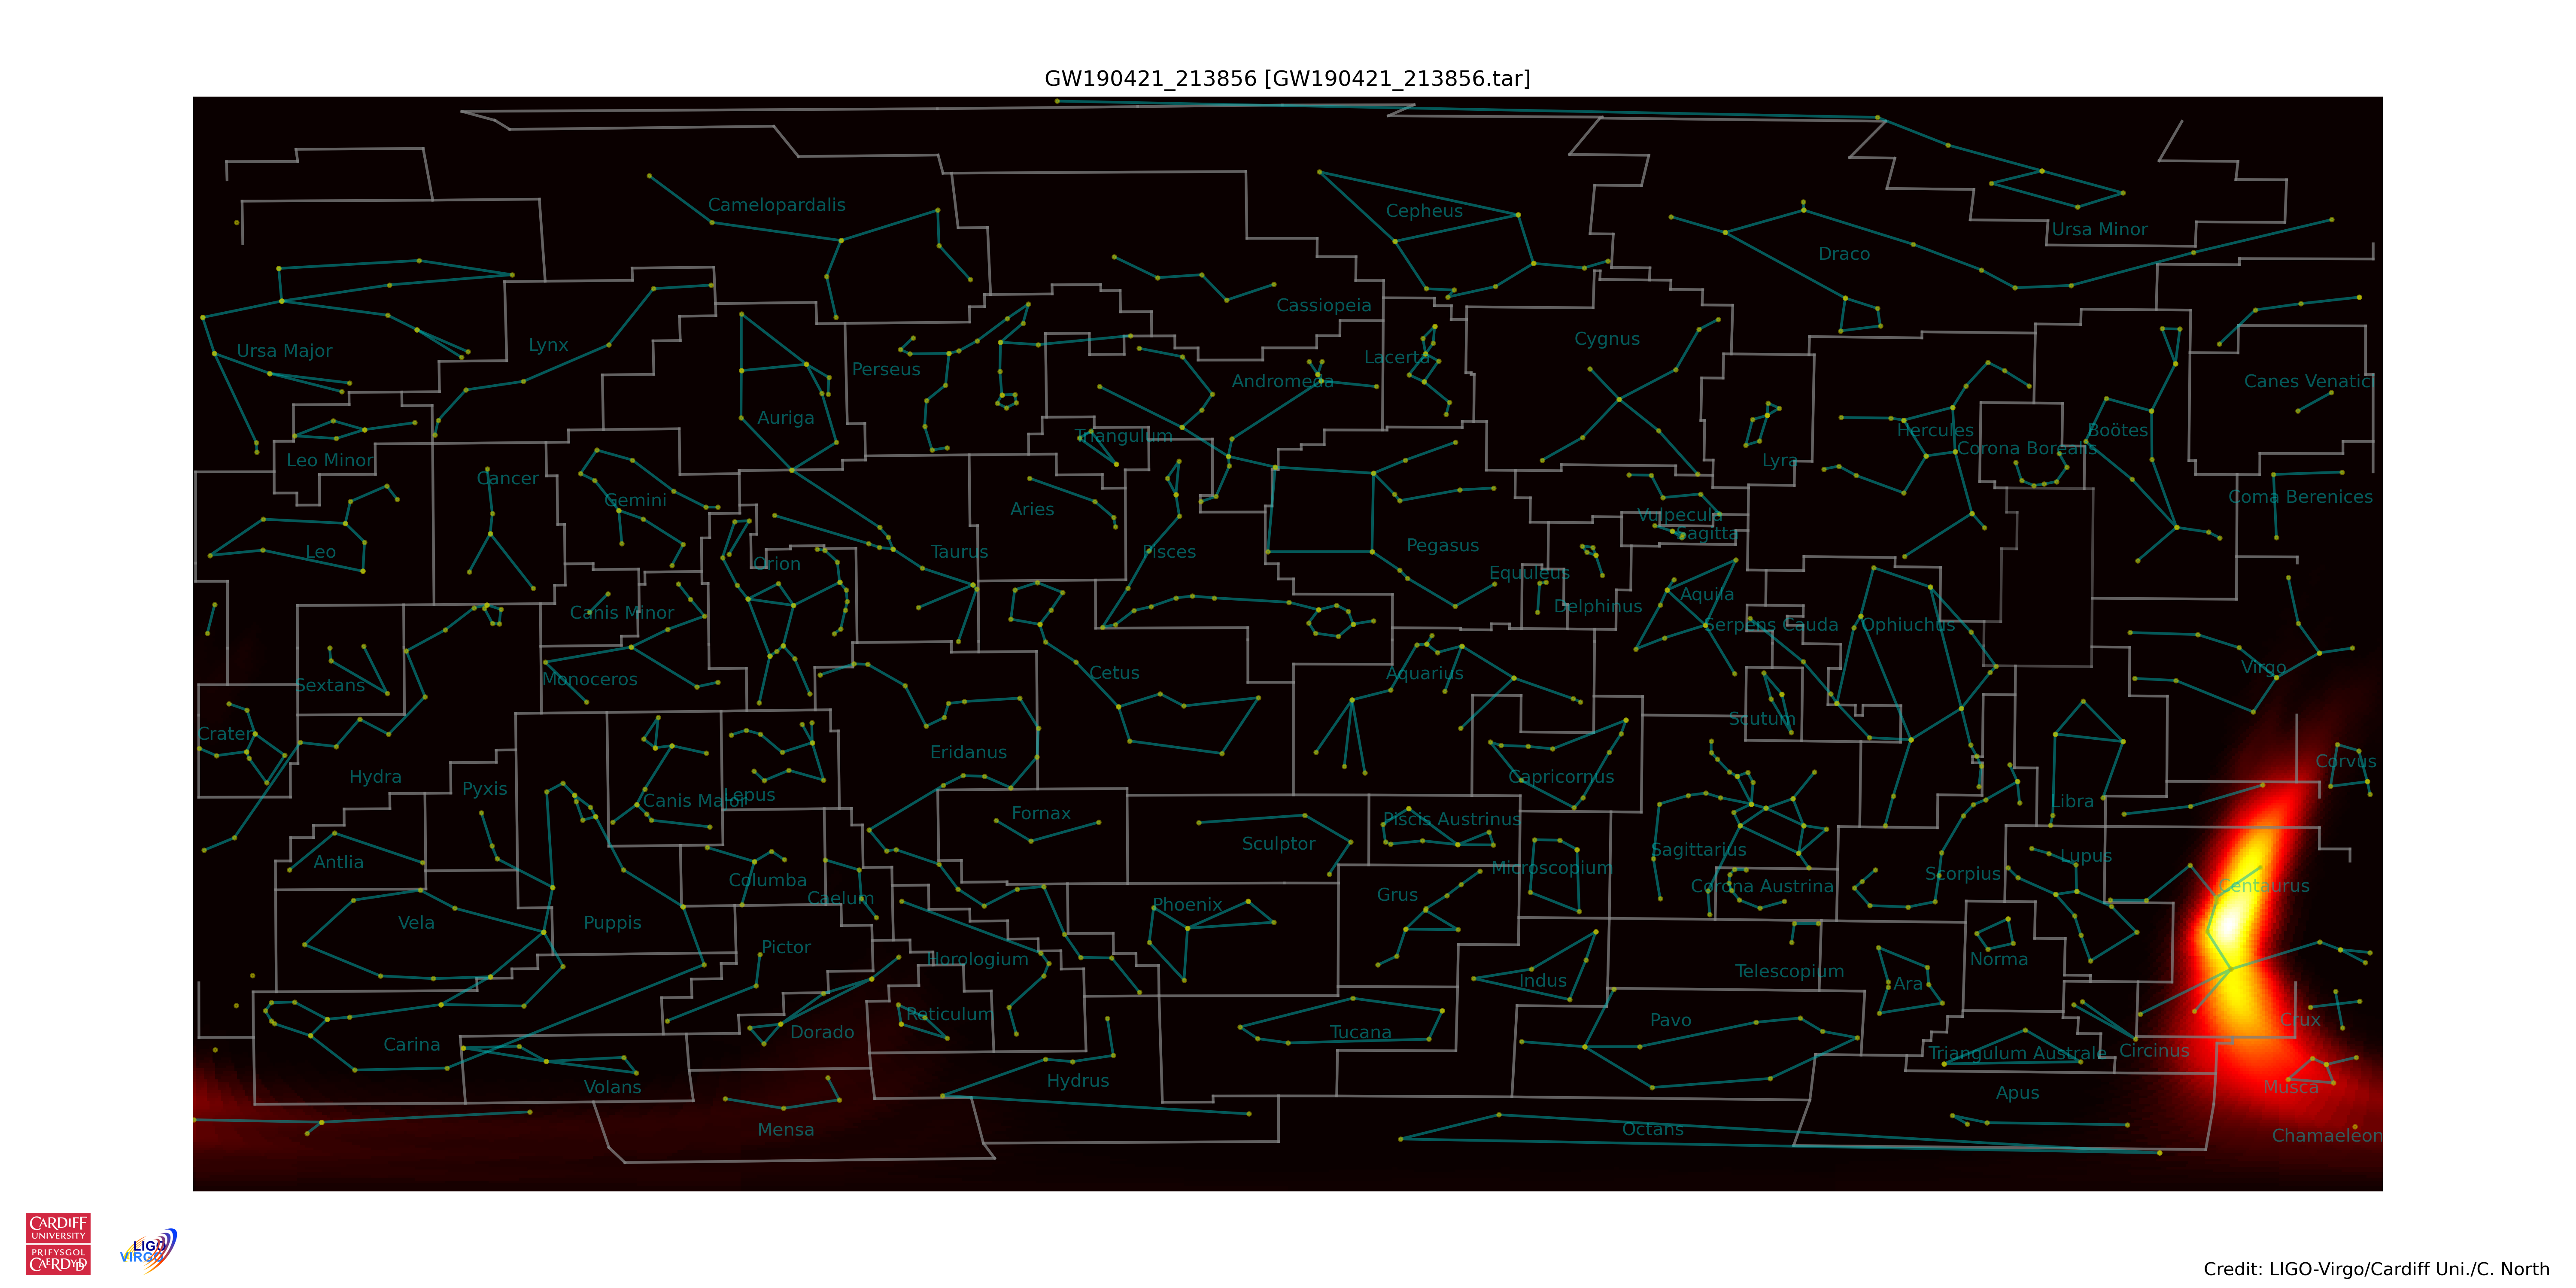 GW190421_213856 [GW190421_213856.tar]
Camelopardalis
Cepheus
Ursa Minor
Draco
Cassiopeia
Ursa Major
Lynx
Cygnus
Lacerta
Perseus
Andromeda
Canes Venatici
Auriga
Triangulum
Hercules
Boötes
Corona Borealis
Leo Minor
Lyra
Cancer
Gemini
Coma Berenices
Aries
Vulpecula
Sagitta
Leo
Orion
Taurus
Pisces
Pegasus
Equuleus
Canis Minor
Delphinus
Aquila
Serpens Cauda
Ophiuchus
Virgo
Sextans
Monoceros
Cetus
Aquarius
Crater
Scutum
Eridanus
Corvus
Hydra
Pyxis
Canis Major
Lepus
Capricornus
Libra
Fornax
Piscis Austrinus
Antlia
Sculptor
Sagittarius
Lupus
Microscopium
Columba
Caelum
Corona Austrina
Scorpius
Centaurus
Grus
Phoenix
Vela
Puppis
Pictor
Horologium
Indus
Telescopium
Ara
Norma
Reticulum
Dorado
Tucana
Pavo
Crux
Carina
Triangulum Australe
Circinus
Volans
Hydrus
Apus
Musca
Mensa
Octans
Chamaeleon
CARDIFF
UNIVERSITY
PRIFYSGOL
CAERDYDD
LIGO
VIRGO
Credit: LIGO-Virgo/Cardiff Uni./C. North